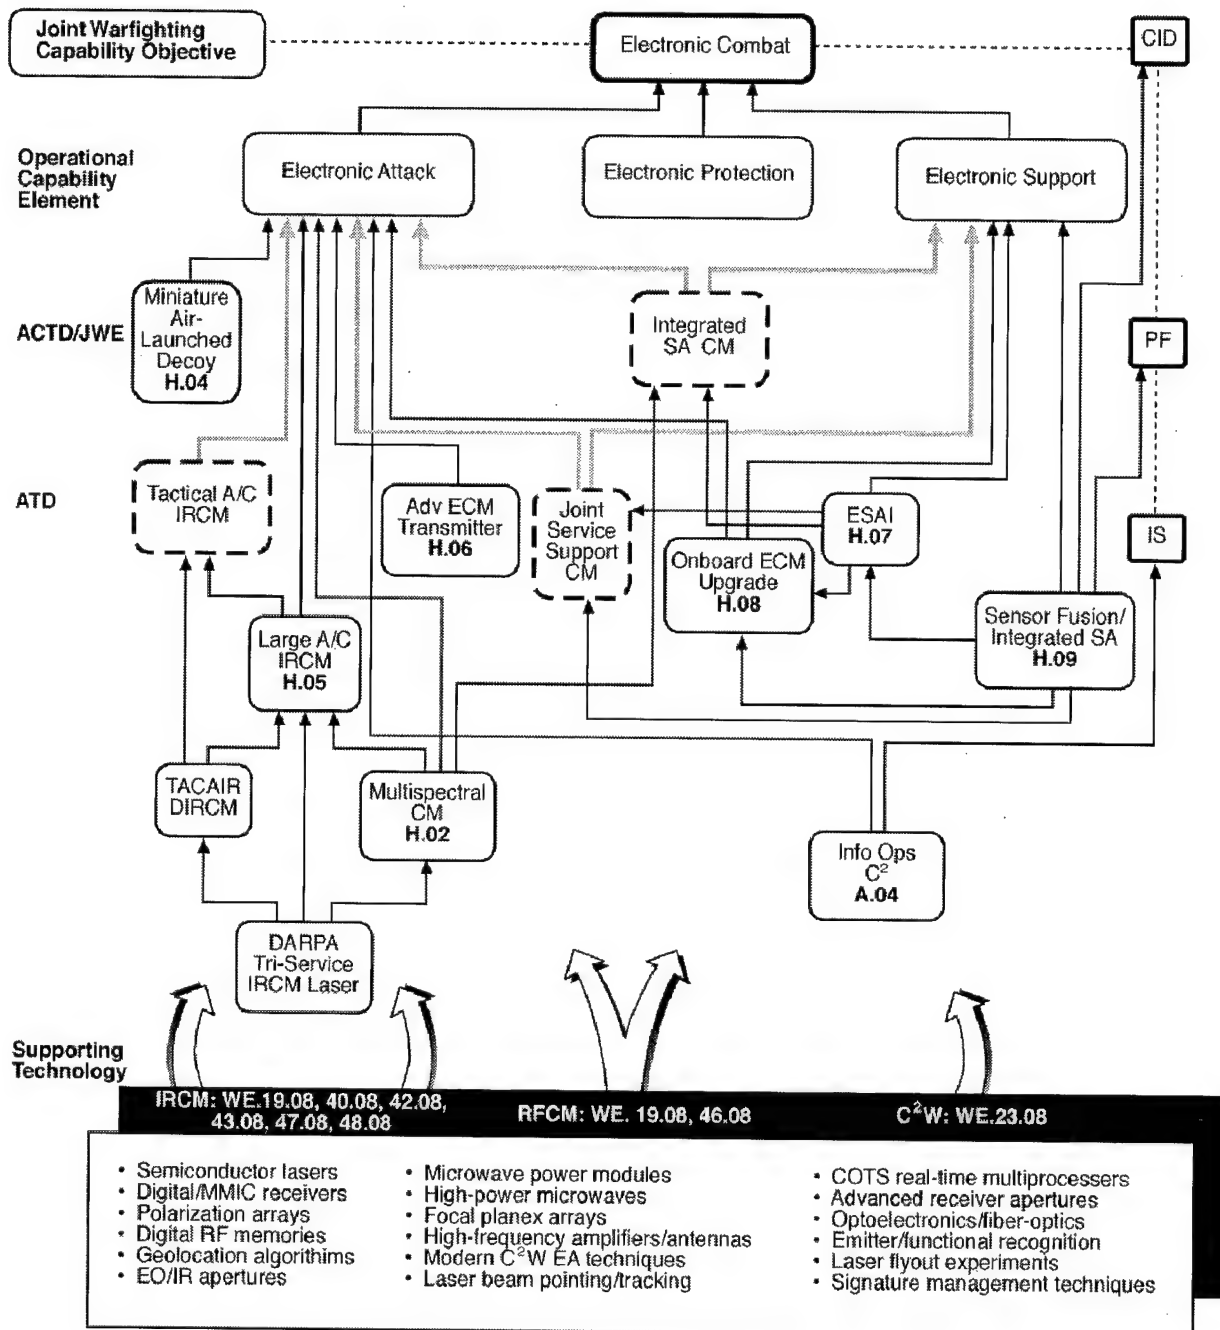 Joint Warfighting
Capability Objective
Electronic Combat
CID
Operational
Capability
Element
Electronic Attack
Electronic Protection
Electronic Support
ACTD/JWE
Miniature
Air-
Launched
Decoy
H.04
Integrated
SA CM
PF
ATD
Tactical A/C
IRCM
Adv ECM
Transmitter
H.06
Joint
Service
Support
CM
ESAI
H.07
IS
Onboard ECM
Upgrade
H.08
Sensor Fusion/
Integrated SA
H.09
Large A/C
IRCM
H.05
TACAIR
DIRCM
Multispectral
CM
H.02
Info Ops
C²
A.04
DARPA
Tri-Service
IRCM Laser
Supporting
Technology
IRCM: WE.19.08, 40.08, 42.08,
43.08, 47.08, 48.08
RFCM: WE. 19.08, 46.08
C²W: WE.23.08
• Semiconductor lasers
• Digital/MMIC receivers
• Polarization arrays
• Digital RF memories
• Geolocation algorithims
• EO/IR apertures
• Microwave power modules
• High-power microwaves
• Focal planex arrays
• High-frequency amplifiers/antennas
• Modern C²W EA techniques
• Laser beam pointing/tracking
• COTS real-time multiprocessers
• Advanced receiver apertures
• Optoelectronics/fiber-optics
• Emitter/functional recognition
• Laser flyout experiments
• Signature management techniques